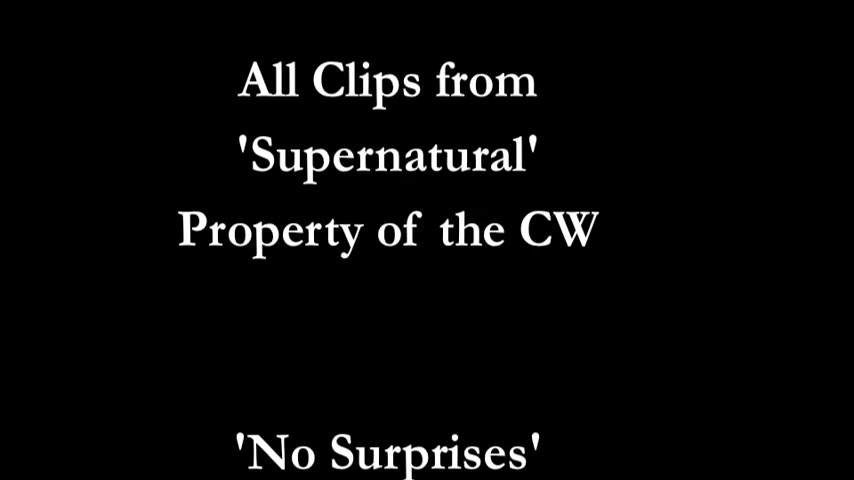 All Clips from
'Supernatural'
Property of the CW
'No Surprises'